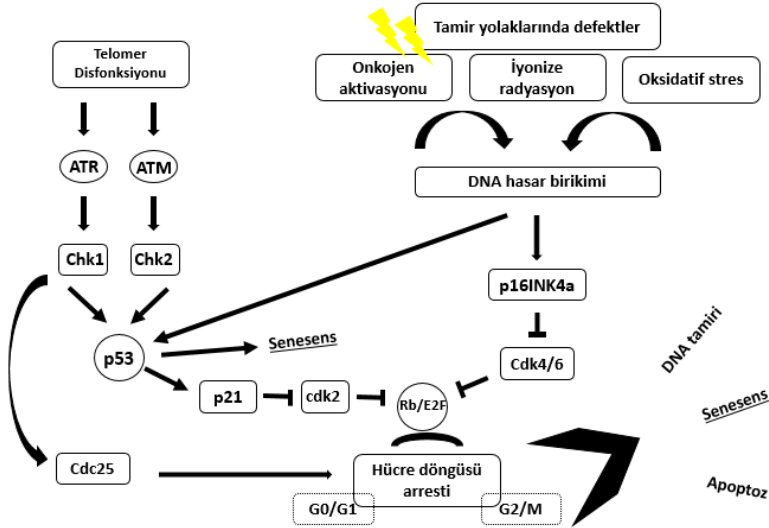 Tamir yolaklarında defektler
Telomer
Disfonksiyonu
Onkojen
aktivasyonu
İyonize
radyasyon
Oksidatif stres
ATR
ATM
DNA hasar birikimi
Chk1
Chk2
p16INK4a
p53
Senesens
Cdk4/6
DNA tamiri
p21
cdk2
Rb/E2F
Senesens
Cdc25
Hücre döngüsü
arresti
G0/G1
G2/M
Apoptoz